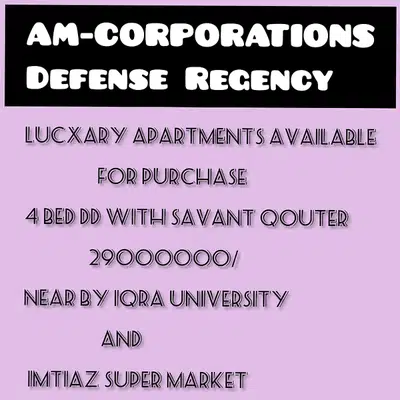 AM-CORPORATIONS
DEFENSE REGENCY
LUCXARY APARTMENTS AVAILABLE
FOR PURCHASE
4 BED DD WITH SAVANT QOUTER
29000000/
NEAR BY IQRA UNIVERSITY
AND
IMTIAZ SUPER MARKET